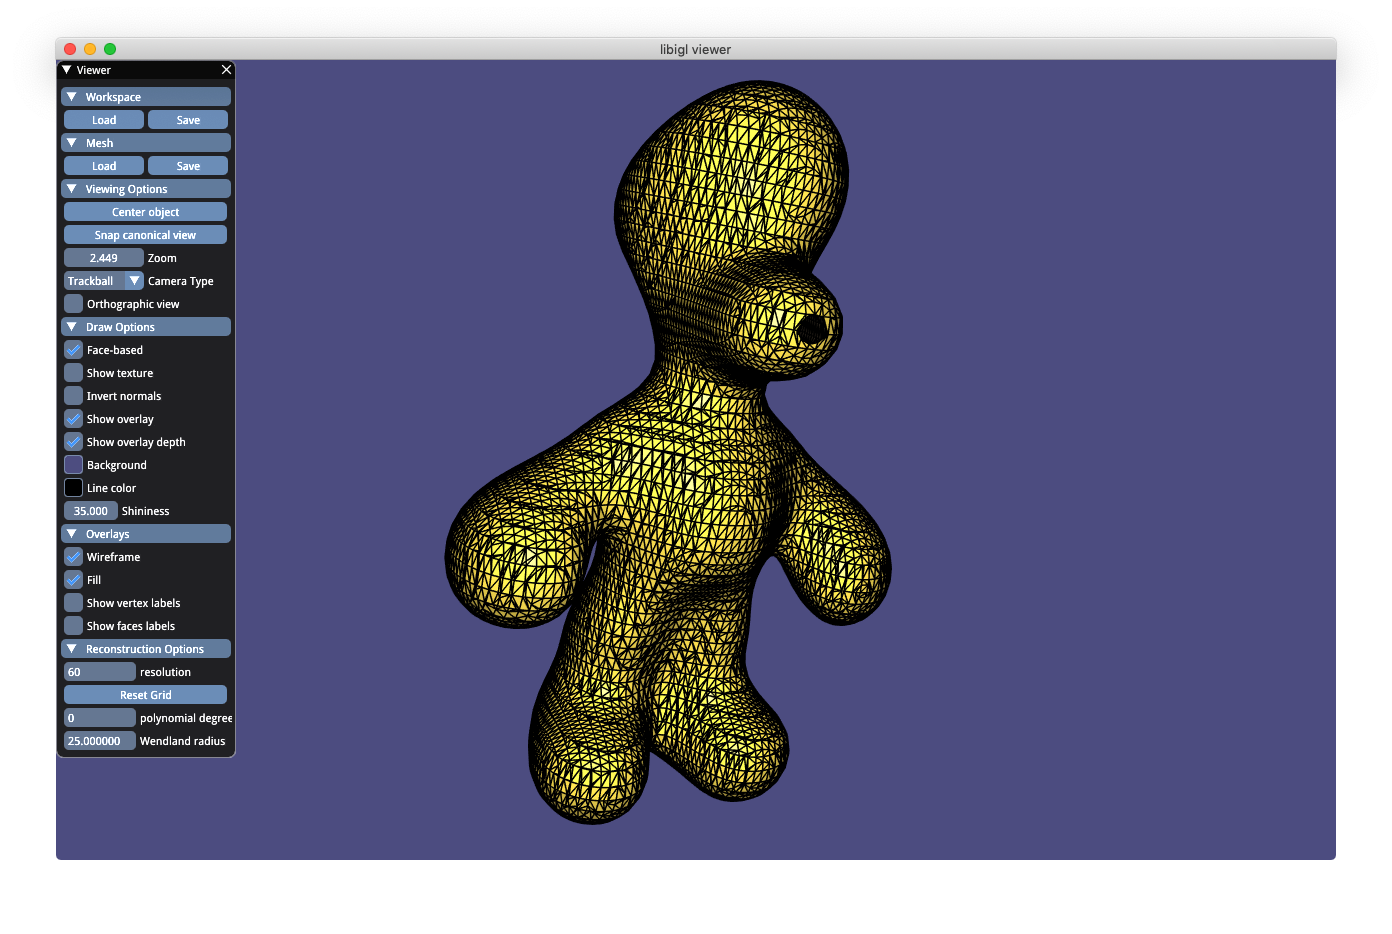 libigl viewer
Viewer
Workspace
Load Save
Mesh
Load Save
Viewing Options
Center object
Snap canonical view
2.449 Zoom
Trackball Camera Type
Orthographic view
Draw Options
Face-based
Show texture
Invert normals
Show overlay
Show overlay depth
Background
Line color
35.000 Shininess
Overlays
Wireframe
Fill
Show vertex labels
Show faces labels
Reconstruction Options
60 resolution
Reset Grid
0 polynomial degree
25.000000 Wendland radius